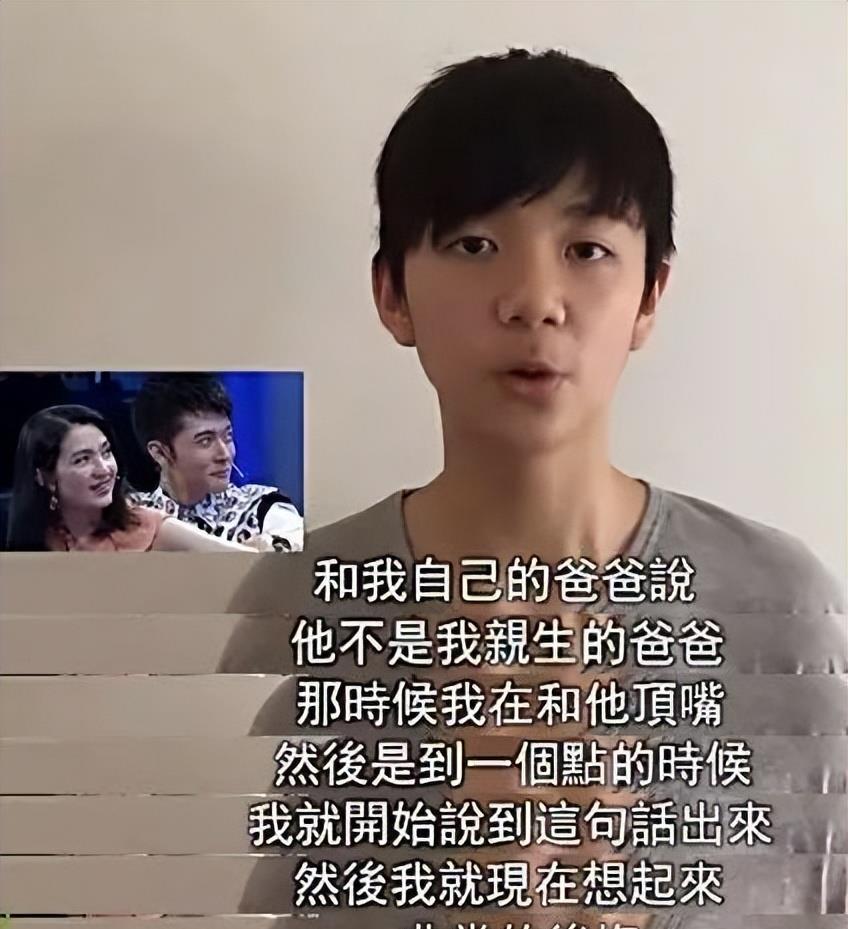 和我自己的爸爸說
他不是我親生的爸爸
那時候我在和他頂嘴
然後是到一個點的時候
我就開始說到這句話出來
然後我就現在想起來